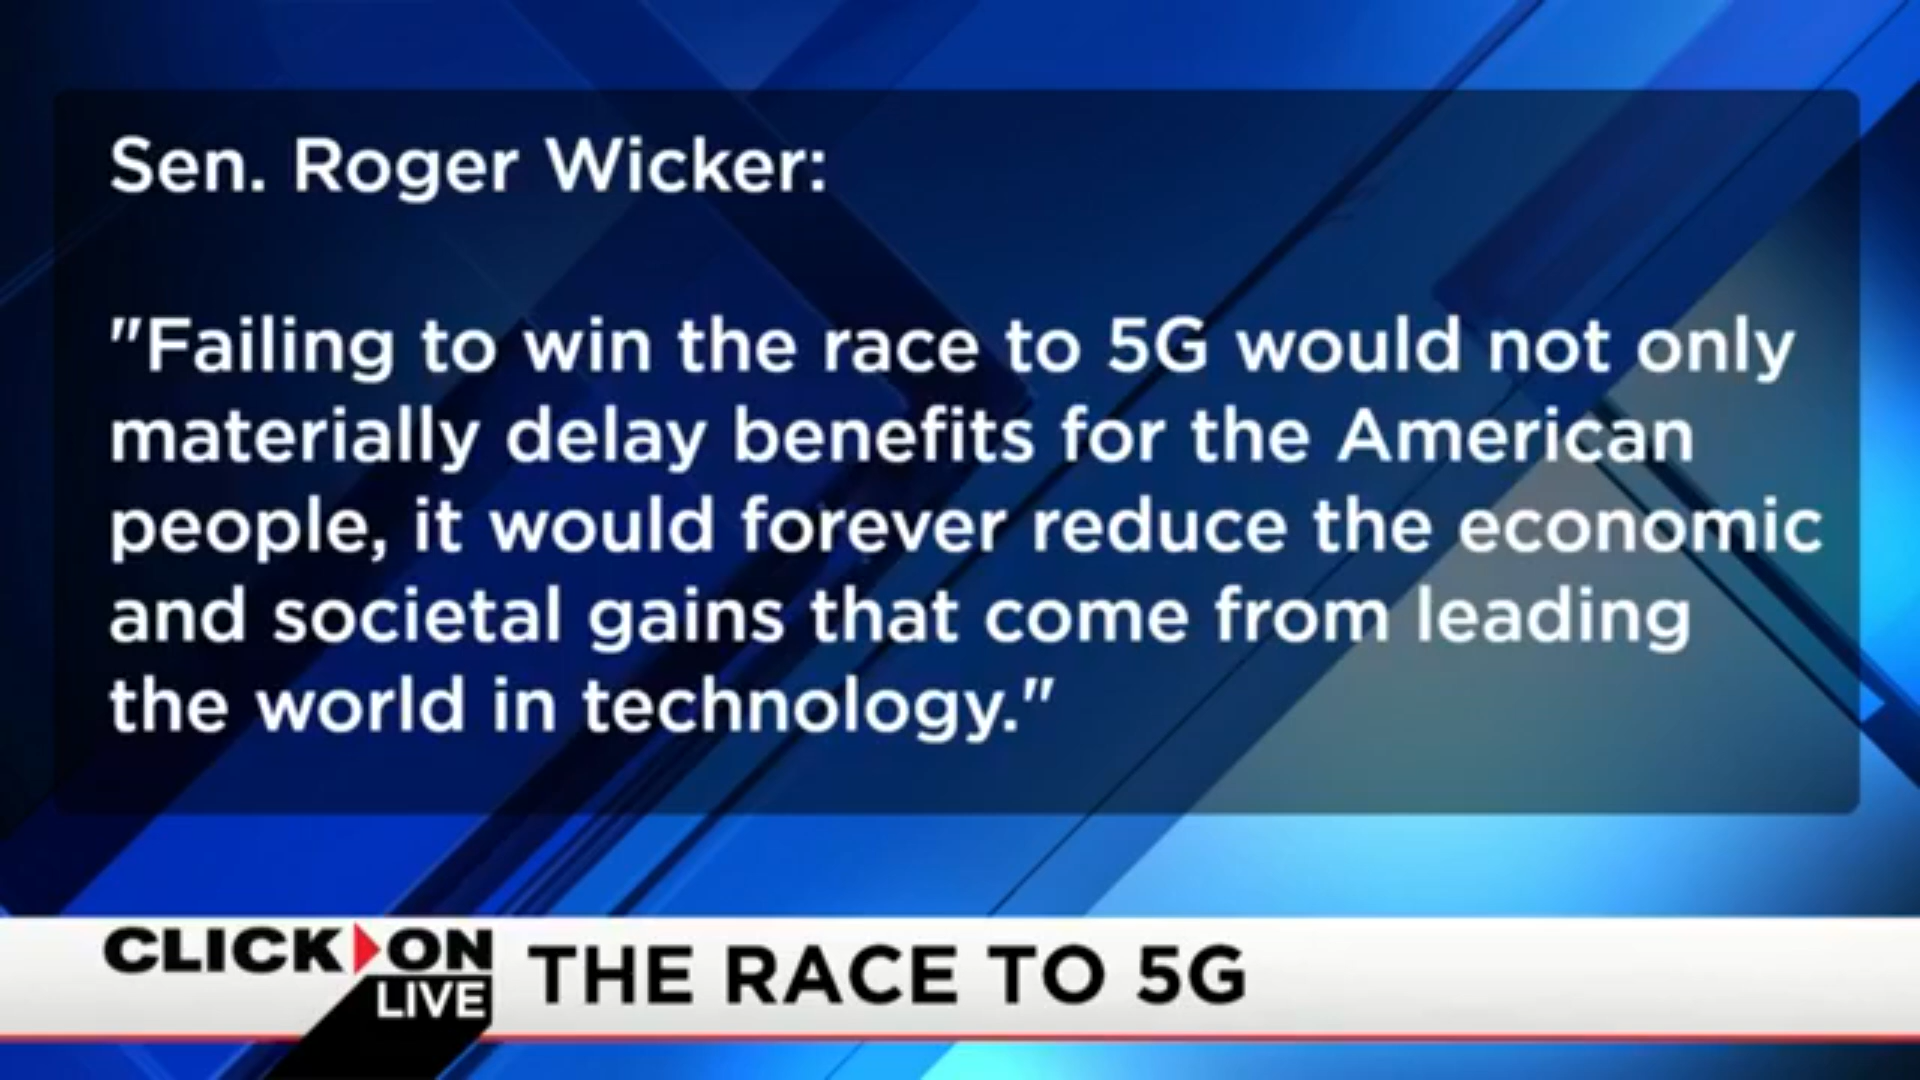 Sen. Roger Wicker:
"Failing to win the race to 5G would not only
materially delay benefits for the American
people, it would forever reduce the economic
and societal gains that come from leading
the world in technology."
CLICK ON
LIVE
THE RACE TO 5G